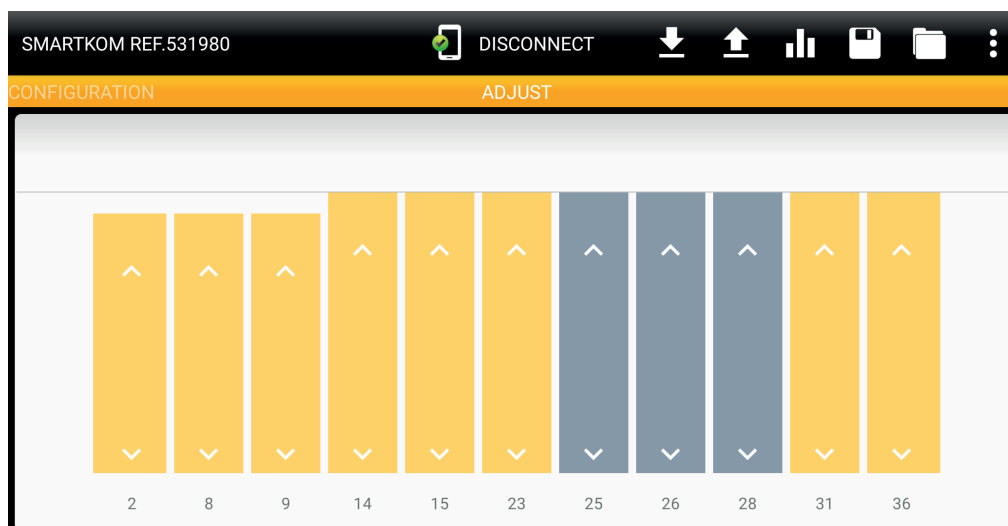 SMARTKOM REF.531980 DISCONNECT
CONFIGURATION ADJUST
2 8 9 14 15 23 25 26 28 31 36